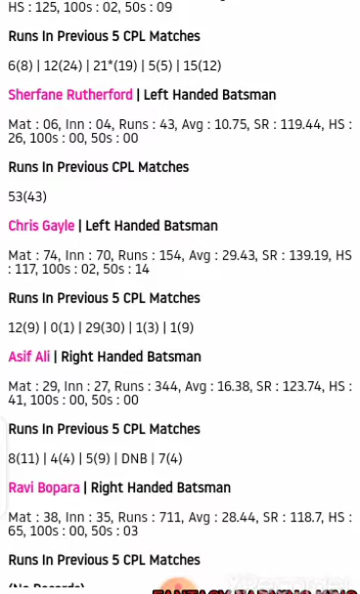 HS : 125, 100s : 02, 50s : 09
Runs In Previous 5 CPL Matches
6(8) | 12(24) | 21*(19) | 5(5) | 15(12)
Sherfane Rutherford | Left Handed Batsman
Mat : 06, Inn : 04, Runs : 43, Avg : 10.75, SR : 119.44, HS :
26, 100s : 00, 50s : 00
Runs In Previous CPL Matches
53(43)
Chris Gayle | Left Handed Batsman
Mat : 74, Inn : 70, Runs : 154, Avg : 29.43, SR : 139.19, HS
: 117, 100s : 02, 50s : 14
Runs In Previous 5 CPL Matches
12(9) | 0(1) | 29(30) | 1(3) | 1(9)
Asif Ali | Right Handed Batsman
Mat : 29, Inn : 27, Runs : 344, Avg : 16.38, SR : 123.74, HS :
41, 100s : 00, 50s : 00
Runs In Previous 5 CPL Matches
8(11) | 4(4) | 5(9) | DNB | 7(4)
Ravi Bopara | Right Handed Batsman
Mat : 38, Inn : 35, Runs : 711, Avg : 28.44, SR : 118.7, HS :
65, 100s : 00, 50s : 03
Runs In Previous 5 CPL Matches
(No Records)